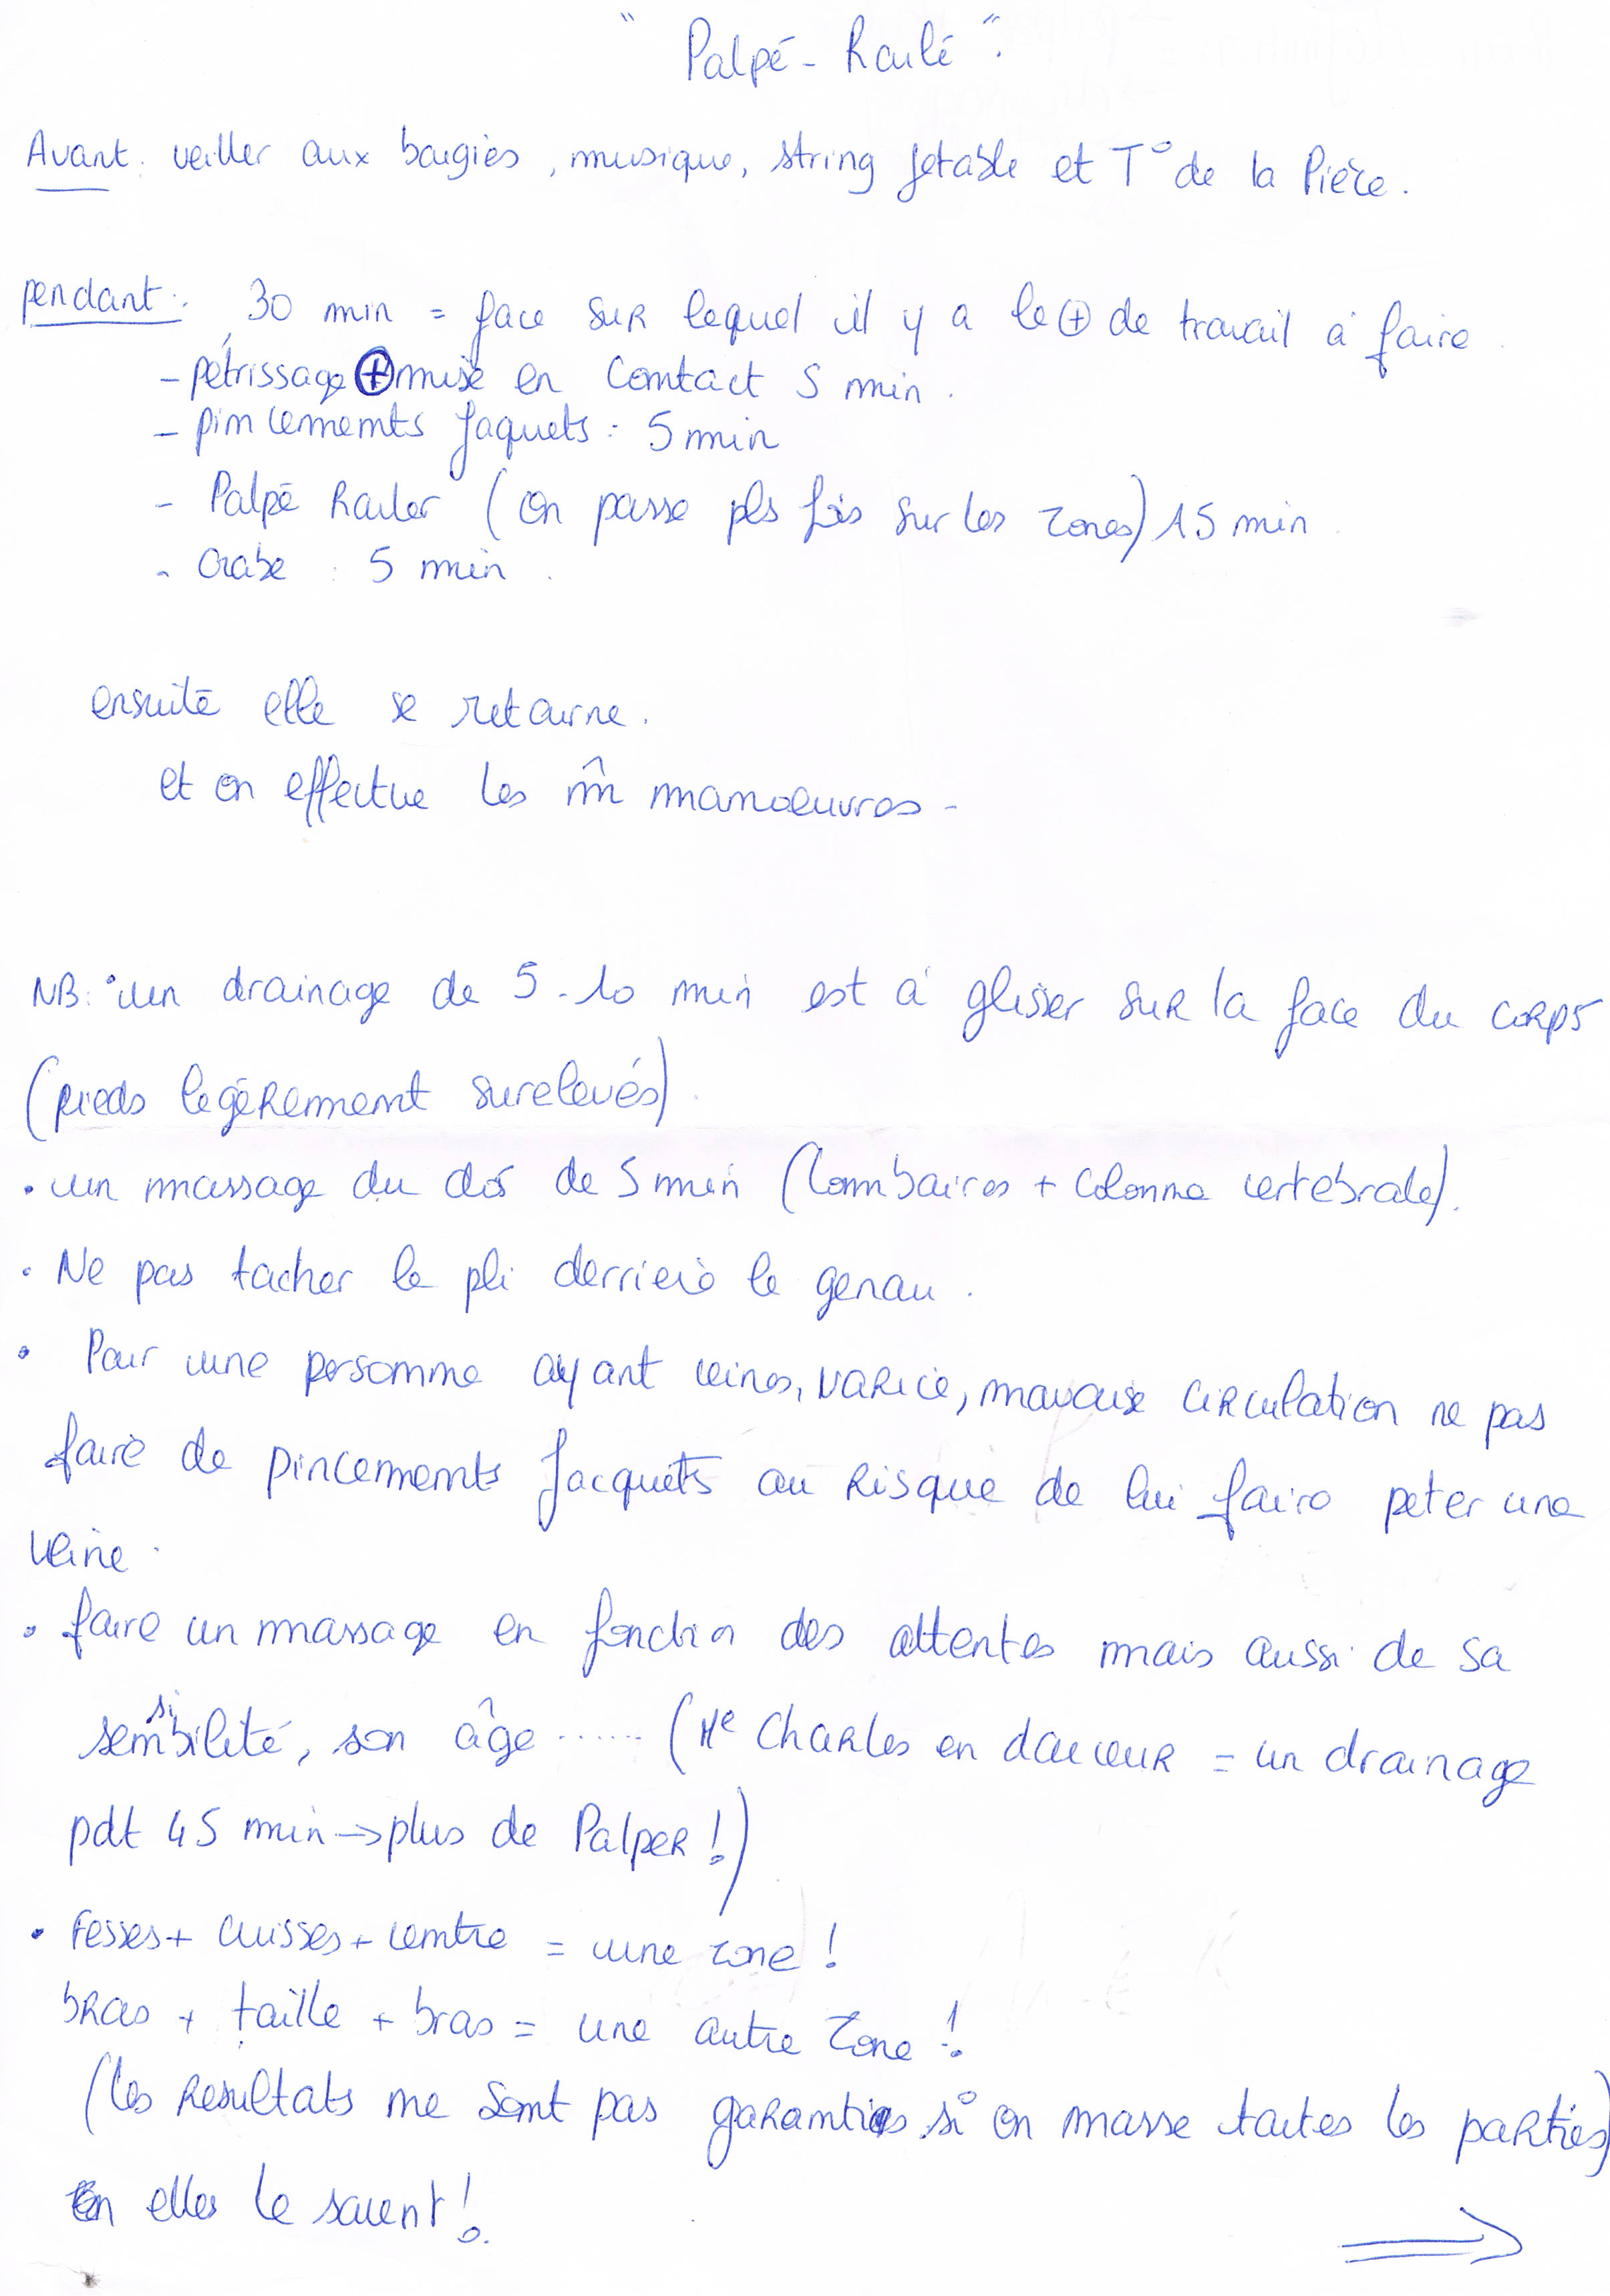 " Palpé - Roulé ".
Avant : veiller aux bougies, musique, string jetable et T° de la Pièce.
pendant : 30 min = face sur lequel il y a le ⊕ de travail à faire.
- pétrissage ⊕ mise en contact 5 min.
- pincements jaquets : 5 min
- Palpé Rouler (on passe pls fois sur les zones) 15 min.
- crabe : 5 min.
ensuite elle se retourne.
et on effectue les m̂ manoeuvres -
NB : • un drainage de 5 - 10 min est à glisser sur la face du corps
(pieds legèrement surelevés).
• un massage du dos de 5 min (lombaires + colonne vertebrale).
• Ne pas toucher le pli derrière le genou.
• Pour une personne ayant veines, varice, mauvaise circulation ne pas
faire de pincements jacquets au risque de lui faire peter une
veine.
• faire un massage en fonction des attentes mais aussi de sa
sensibilité, son âge ...... (Me Charles en douceur = un drainage
pdt 45 min → plus de Palper !)
• Fesses + cuisses + ventre = une zone !
bras + taille + bras = une autre zone !
(les resultats ne sont pas garanties si on masse toutes les parties)
en elles le savent !